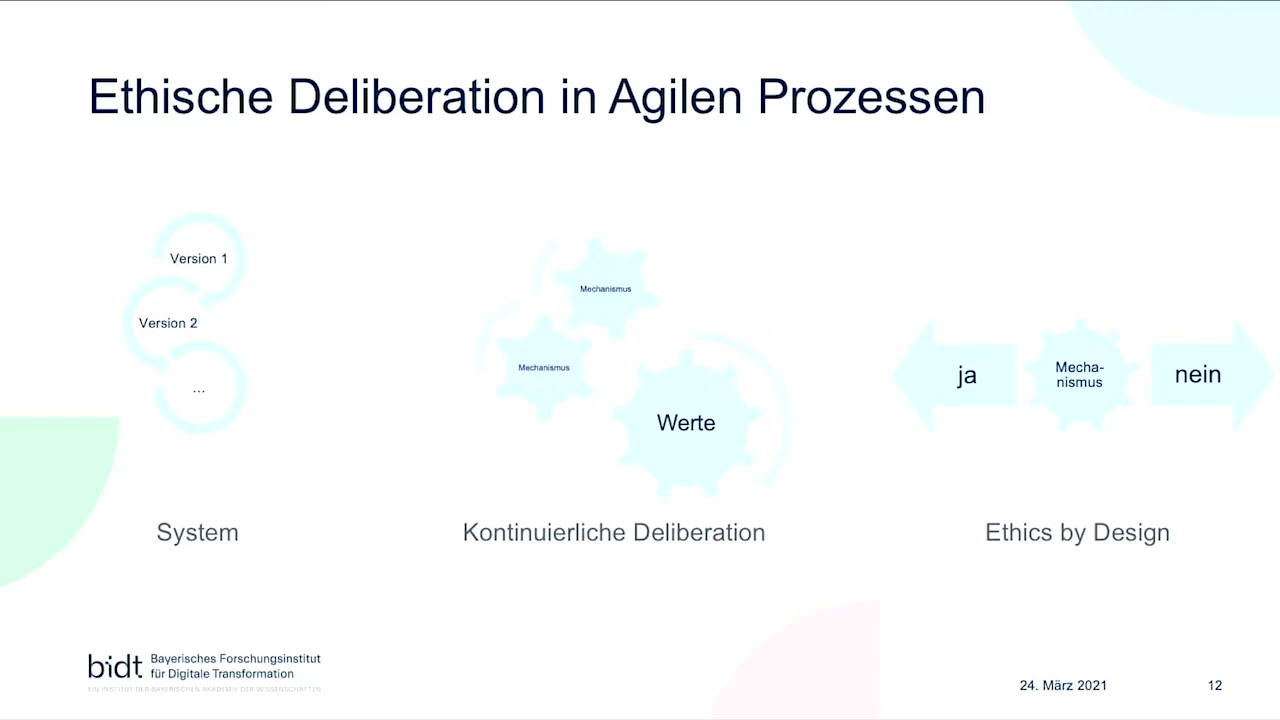 Ethische Deliberation in Agilen Prozessen
Version 1
Version 2
...
System
Mechanismus
Mechanismus
Werte
Kontinuierliche Deliberation
ja
Mecha-
nismus
nein
Ethics by Design
bidt
Bayerisches Forschungsinstitut
für Digitale Transformation
EIN INSTITUT DER BAYERISCHEN AKADEMIE DER WISSENSCHAFTEN
24. März 2021
12